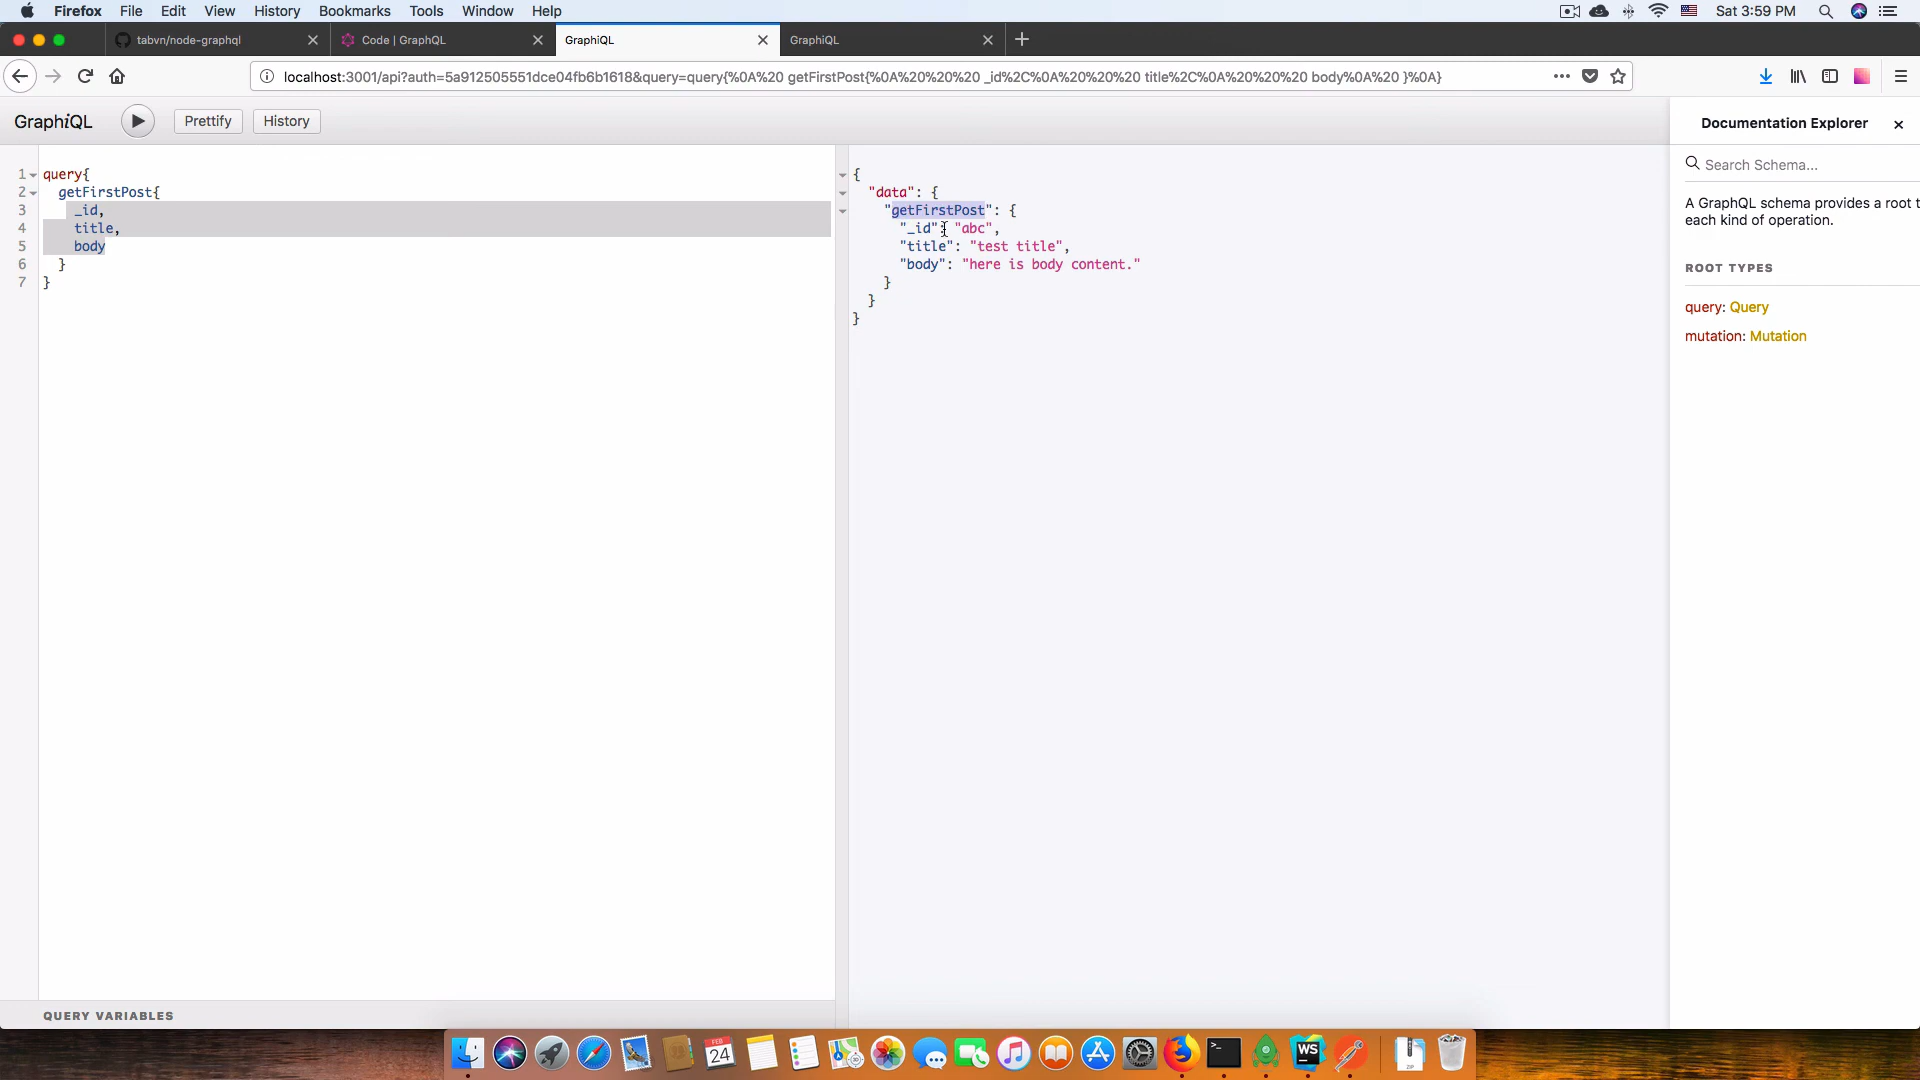 Firefox File Edit View History Bookmarks Tools Window Help Sat 3:59 PM
tabvn/node-graphql Code | GraphQL GraphiQL GraphiQL
localhost:3001/api?auth=5a912505551dce04fb6b1618&query=query{%0A%20 getFirstPost{%0A%20%20%20 _id%2C%0A%20%20%20 title%2C%0A%20%20%20 body%0A%20 }%0A}
GraphiQL Prettify History
Documentation Explorer
Search Schema...
A GraphQL schema provides a root t
each kind of operation.
ROOT TYPES
query: Query
mutation: Mutation
1 query{
2 getFirstPost{
3 _id,
4 title,
5 body
6 }
7 }
{
"data": {
"getFirstPost": {
"_id": "abc",
"title": "test title",
"body": "here is body content."
}
}
}
QUERY VARIABLES
FEB
24
WS
ZIP